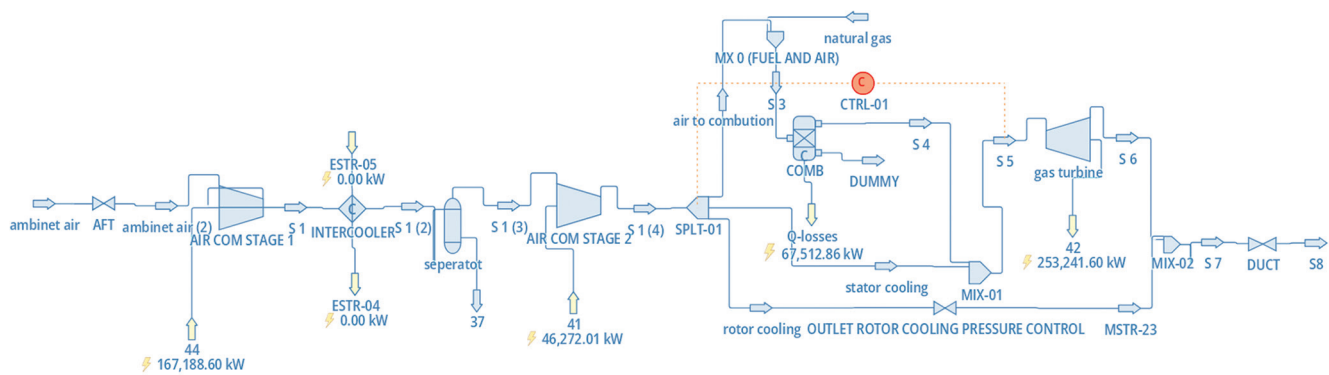 natural gas
MX 0 (FUEL AND AIR)
C
S 3
CTRL-01
air to combution
S 4
C
COMB
DUMMY
S 5
S 6
gas turbine
ESTR-05
0.00 kW
ambinet air
AFT
ambinet air (2)
AIR COM STAGE 1
S 1
C
INTERCOOLER
S 1 (2)
seperatot
S 1 (3)
AIR COM STAGE 2
S 1 (4)
SPLT-01
Q-losses
67,512.86 kW
stator cooling
MIX-01
42
253,241.60 kW
MIX-02
S 7
DUCT
S8
ESTR-04
0.00 kW
37
41
46,272.01 kW
rotor cooling
OUTLET ROTOR COOLING PRESSURE CONTROL
MSTR-23
44
167,188.60 kW